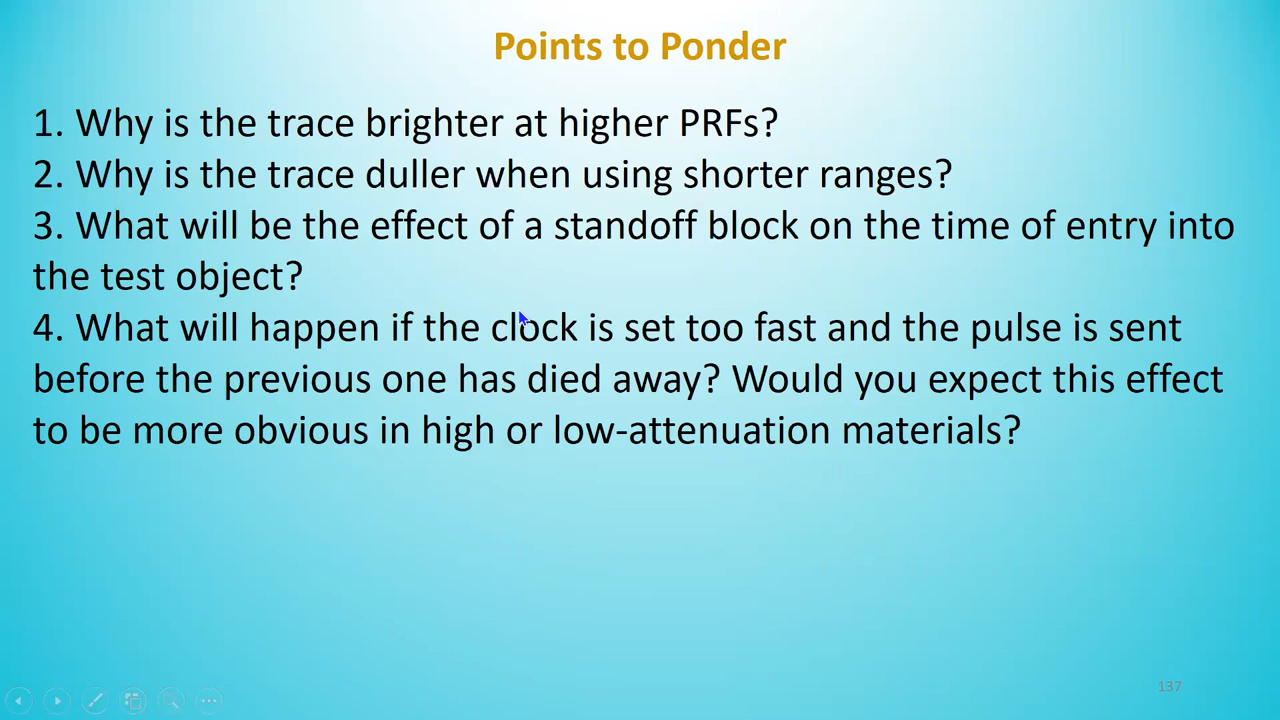 Points to Ponder
1. Why is the trace brighter at higher PRFs?
2. Why is the trace duller when using shorter ranges?
3. What will be the effect of a standoff block on the time of entry into
the test object?
4. What will happen if the clock is set too fast and the pulse is sent
before the previous one has died away? Would you expect this effect
to be more obvious in high or low-attenuation materials?
137